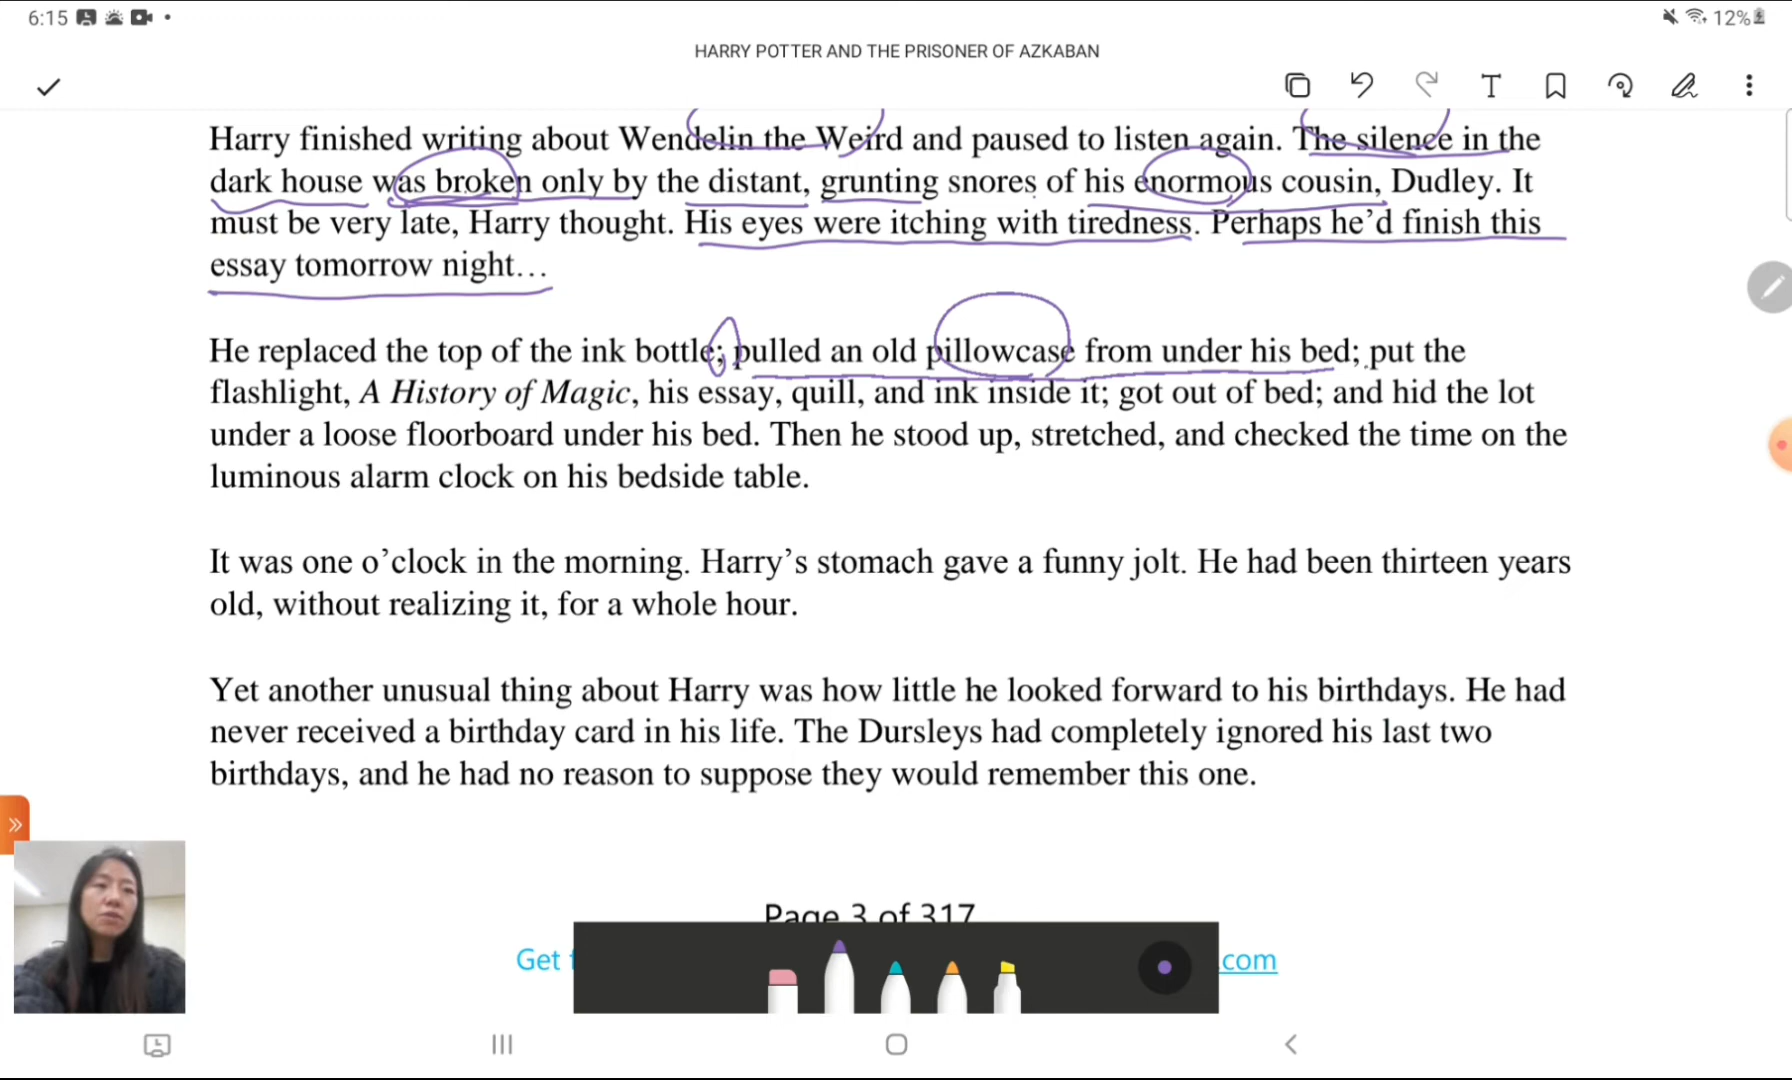 6:15
12%
HARRY POTTER AND THE PRISONER OF AZKABAN
T
Harry finished writing about Wendelin the Weird and paused to listen again. The silence in the
dark house was broken only by the distant, grunting snores of his enormous cousin, Dudley. It
must be very late, Harry thought. His eyes were itching with tiredness. Perhaps he’d finish this
essay tomorrow night…
He replaced the top of the ink bottle; pulled an old pillowcase from under his bed; put the
flashlight, A History of Magic, his essay, quill, and ink inside it; got out of bed; and hid the lot
under a loose floorboard under his bed. Then he stood up, stretched, and checked the time on the
luminous alarm clock on his bedside table.
It was one o’clock in the morning. Harry’s stomach gave a funny jolt. He had been thirteen years
old, without realizing it, for a whole hour.
Yet another unusual thing about Harry was how little he looked forward to his birthdays. He had
never received a birthday card in his life. The Dursleys had completely ignored his last two
birthdays, and he had no reason to suppose they would remember this one.
Page 3 of 317
Get
.com